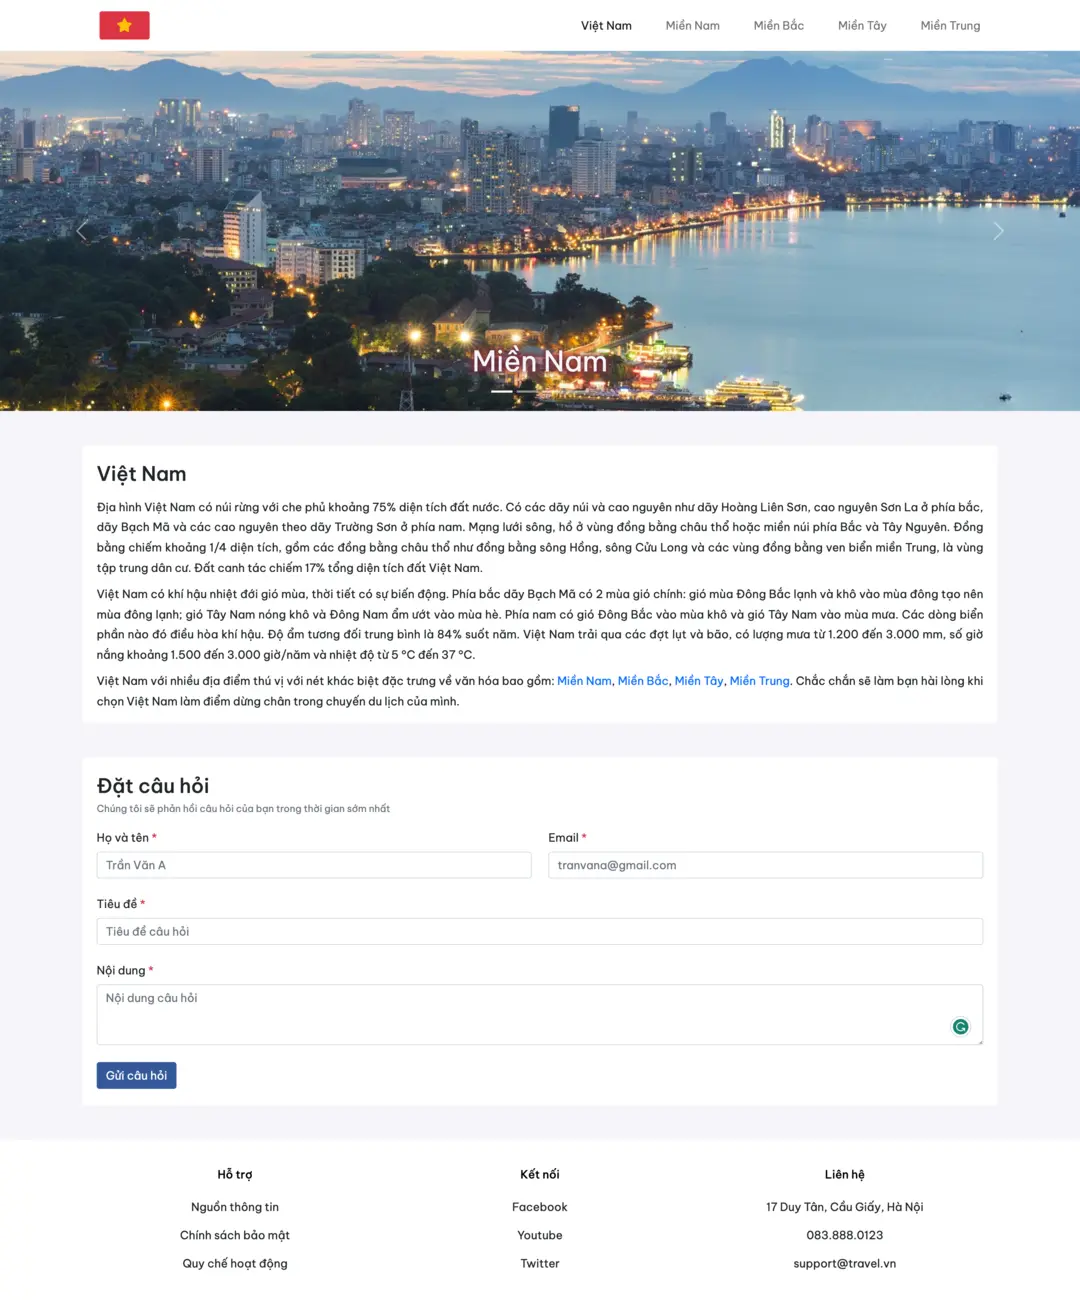 Việt Nam
Miền Nam
Miền Bắc
Miền Tây
Miền Trung
Miền Nam
Việt Nam
Địa hình Việt Nam có núi rừng với che phủ khoảng 75% diện tích đất nước. Có các dãy núi và cao nguyên như dãy Hoàng Liên Sơn, cao nguyên Sơn La ở phía bắc,
dãy Bạch Mã và các cao nguyên theo dãy Trường Sơn ở phía nam. Mạng lưới sông, hồ ở vùng đồng bằng châu thổ hoặc miền núi phía Bắc và Tây Nguyên. Đồng
bằng chiếm khoảng 1/4 diện tích, gồm các đồng bằng châu thổ như đồng bằng sông Hồng, sông Cửu Long và các vùng đồng bằng ven biển miền Trung, là vùng
tập trung dân cư. Đất canh tác chiếm 17% tổng diện tích đất Việt Nam.
Việt Nam có khí hậu nhiệt đới gió mùa, thời tiết có sự biến động. Phía bắc dãy Bạch Mã có 2 mùa gió chính: gió mùa Đông Bắc lạnh và khô vào mùa đông tạo nên
mùa đông lạnh; gió Tây Nam nóng khô và Đông Nam ẩm ướt vào mùa hè. Phía nam có gió Đông Bắc vào mùa khô và gió Tây Nam vào mùa mưa. Các dòng biển
phần nào đó điều hòa khí hậu. Độ ẩm tương đối trung bình là 84% suốt năm. Việt Nam trải qua các đợt lụt và bão, có lượng mưa từ 1.200 đến 3.000 mm, số giờ
nắng khoảng 1.500 đến 3.000 giờ/năm và nhiệt độ từ 5 °C đến 37 °C.
Việt Nam với nhiều địa điểm thú vị với nét khác biệt đặc trưng về văn hóa bao gồm: Miền Nam, Miền Bắc, Miền Tây, Miền Trung. Chắc chắn sẽ làm bạn hài lòng khi
chọn Việt Nam làm điểm dừng chân trong chuyến du lịch của mình.
Đặt câu hỏi
Chúng tôi sẽ phản hồi câu hỏi của bạn trong thời gian sớm nhất
Họ và tên *
Trần Văn A
Email *
tranvana@gmail.com
Tiêu đề *
Tiêu đề câu hỏi
Nội dung *
Nội dung câu hỏi
Gửi câu hỏi
Hỗ trợ
Nguồn thông tin
Chính sách bảo mật
Quy chế hoạt động
Kết nối
Facebook
Youtube
Twitter
Liên hệ
17 Duy Tân, Cầu Giấy, Hà Nội
083.888.0123
support@travel.vn